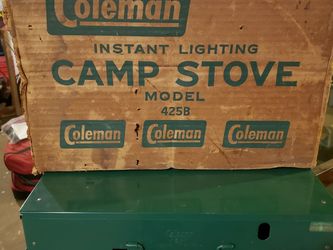 Coleman
INSTANT LIGHTING
CAMP STOVE
MODEL
425B
Coleman Coleman Coleman